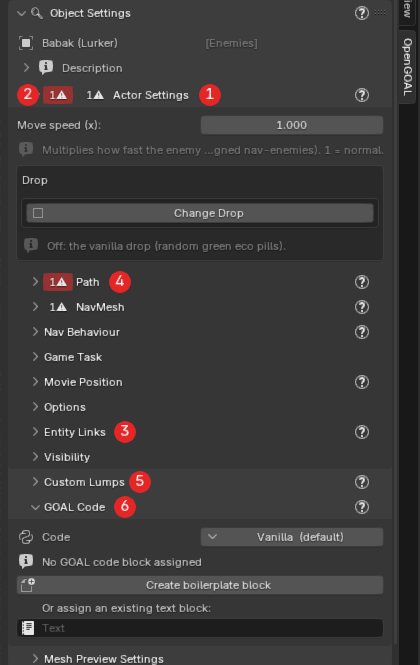 Object Settings
Babak (Lurker) [Enemies]
Description
2 1 1 Actor Settings 1
Move speed (x): 1.000
Multiplies how fast the enemy ...gned nav-enemies). 1 = normal.
Drop
Change Drop
Off: the vanilla drop (random green eco pills).
1 Path 4
1 NavMesh
Nav Behaviour
Game Task
Movie Position
Options
Entity Links 3
Visibility
Custom Lumps 5
GOAL Code 6
Code Vanilla (default)
No GOAL code block assigned
Create boilerplate block
Or assign an existing text block:
Text
Mesh Preview Settings
OpenGOAL